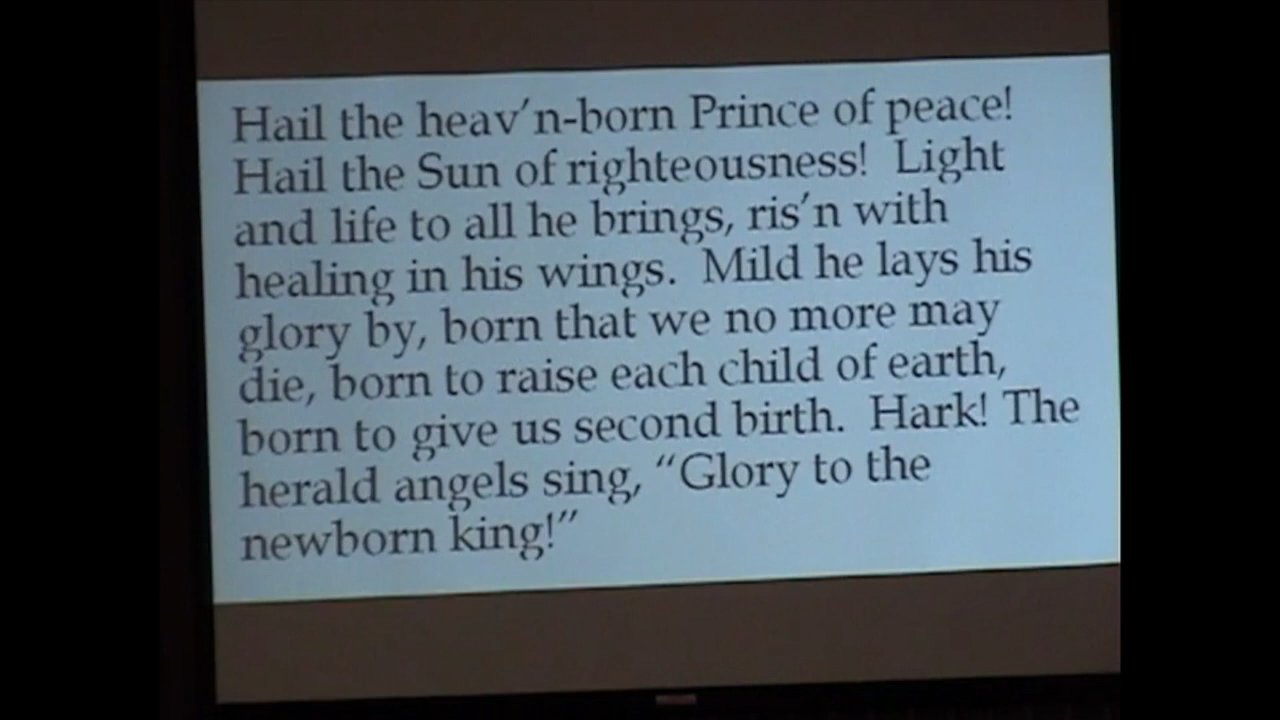 Hail the heav’n-born Prince of peace!
Hail the Sun of righteousness!  Light
and life to all he brings, ris’n with
healing in his wings.  Mild he lays his
glory by, born that we no more may
die, born to raise each child of earth,
born to give us second birth.  Hark! The
herald angels sing, “Glory to the
newborn king!”